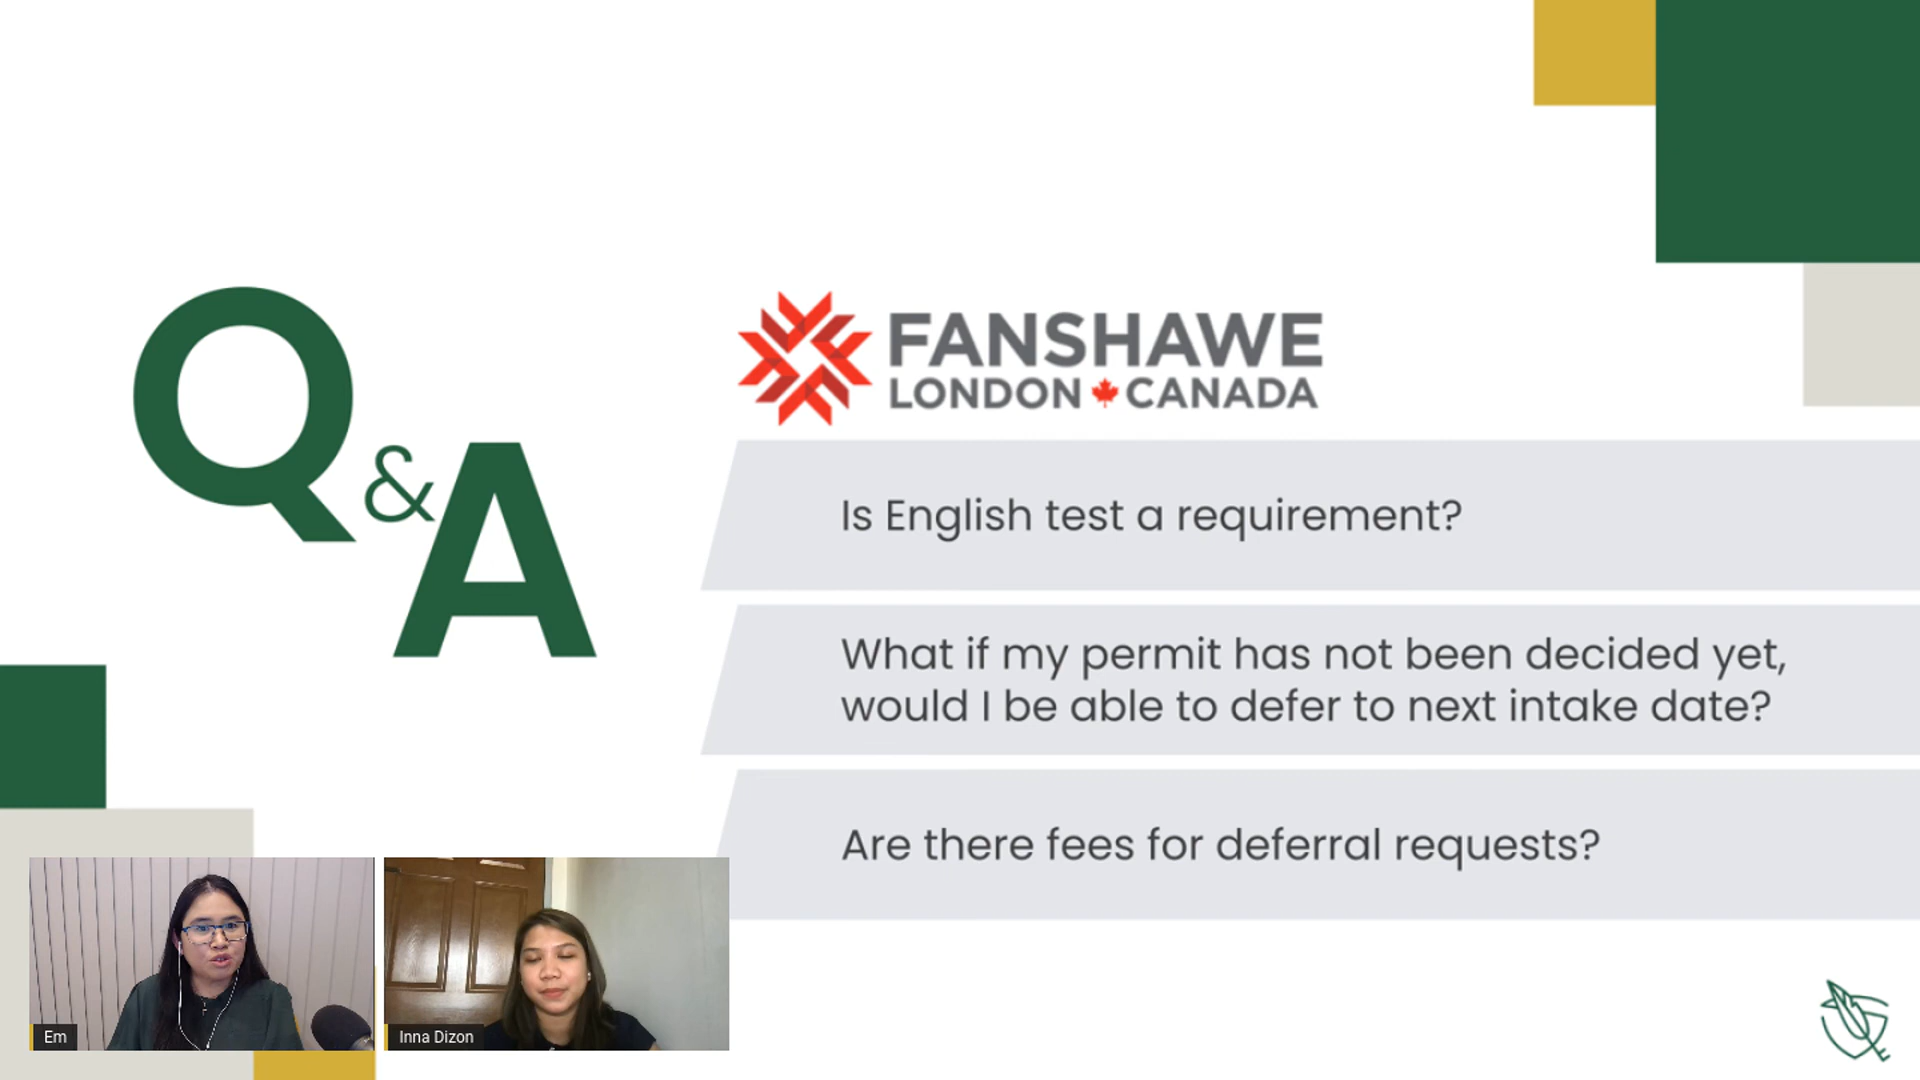 Q&A
FANSHAWE
LONDON CANADA
Is English test a requirement?
What if my permit has not been decided yet,
would I be able to defer to next intake date?
Are there fees for deferral requests?
Em
Inna Dizon